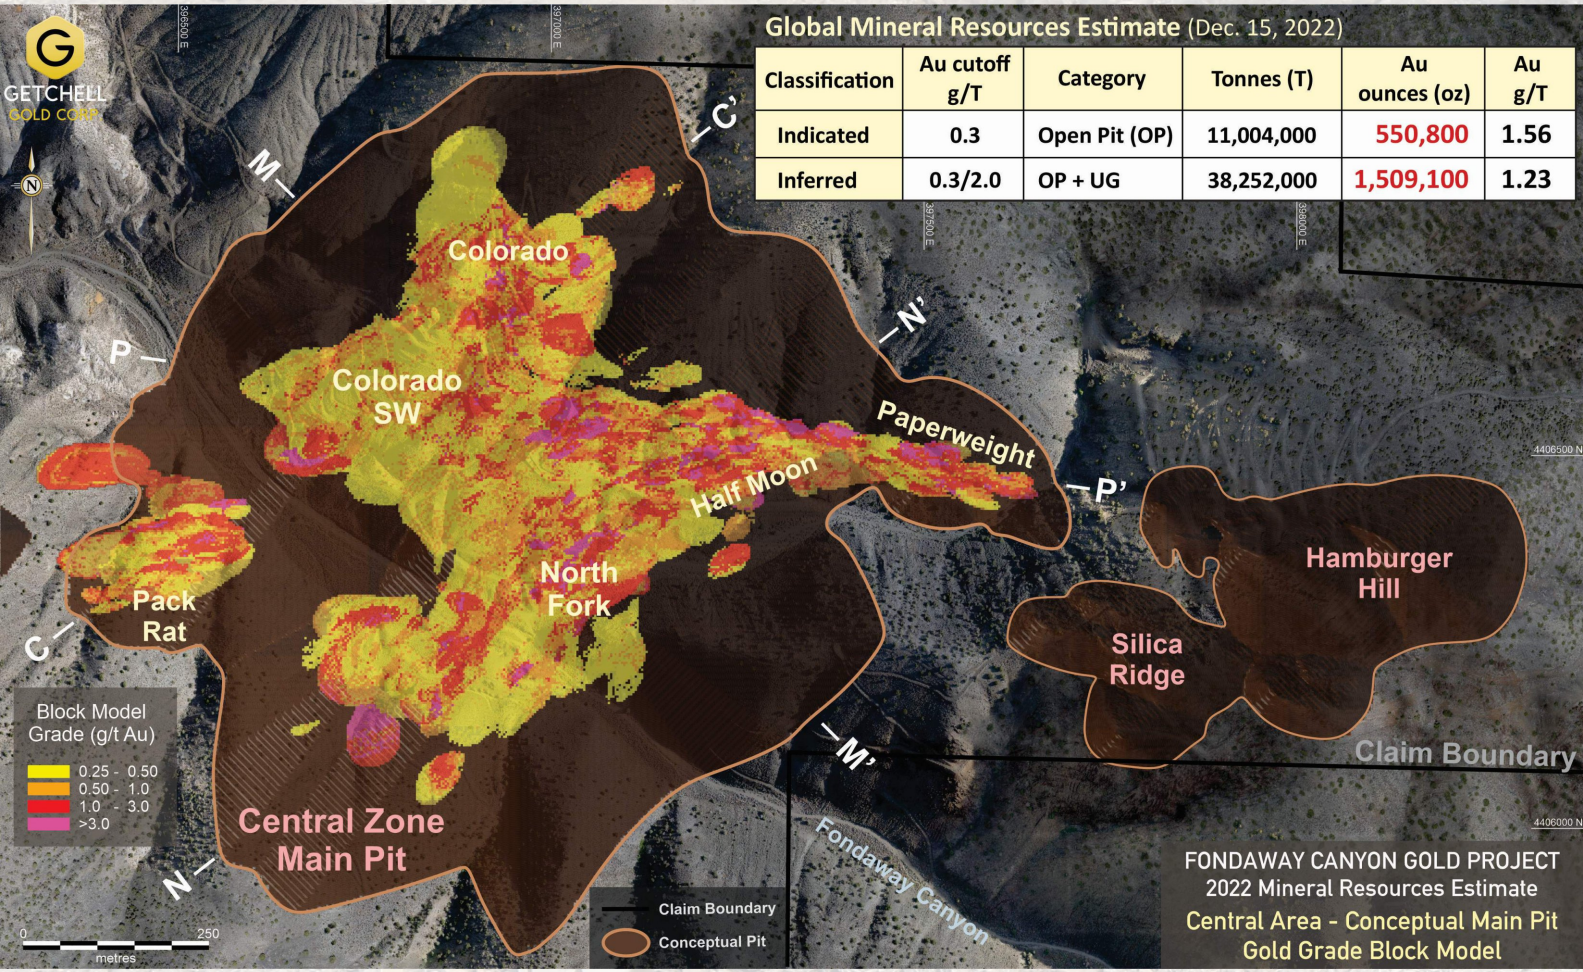 GETCHELL
GOLD CORP
N
396500 E
397000 E
Global Mineral Resources Estimate (Dec. 15, 2022)
Classification Au cutoff g/T Category Tonnes (T) Au ounces (oz) Au g/T
Indicated 0.3 Open Pit (OP) 11,004,000 550,800 1.56
Inferred 0.3/2.0 OP + UG 38,252,000 1,509,100 1.23
397500 E
398000 E
C'
M
N'
P
Colorado
Colorado
SW
Paperweight
Half Moon
P'
4406500 N
North
Fork
Pack
Rat
C
Hamburger
Hill
Silica
Ridge
M'
Claim Boundary
Block Model
Grade (g/t Au)
0.25 - 0.50
0.50 - 1.0
1.0 - 3.0
>3.0
Central Zone
Main Pit
N
4406000 N
Fondaway Canyon
0 250
metres
Claim Boundary
Conceptual Pit
FONDAWAY CANYON GOLD PROJECT
2022 Mineral Resources Estimate
Central Area - Conceptual Main Pit
Gold Grade Block Model